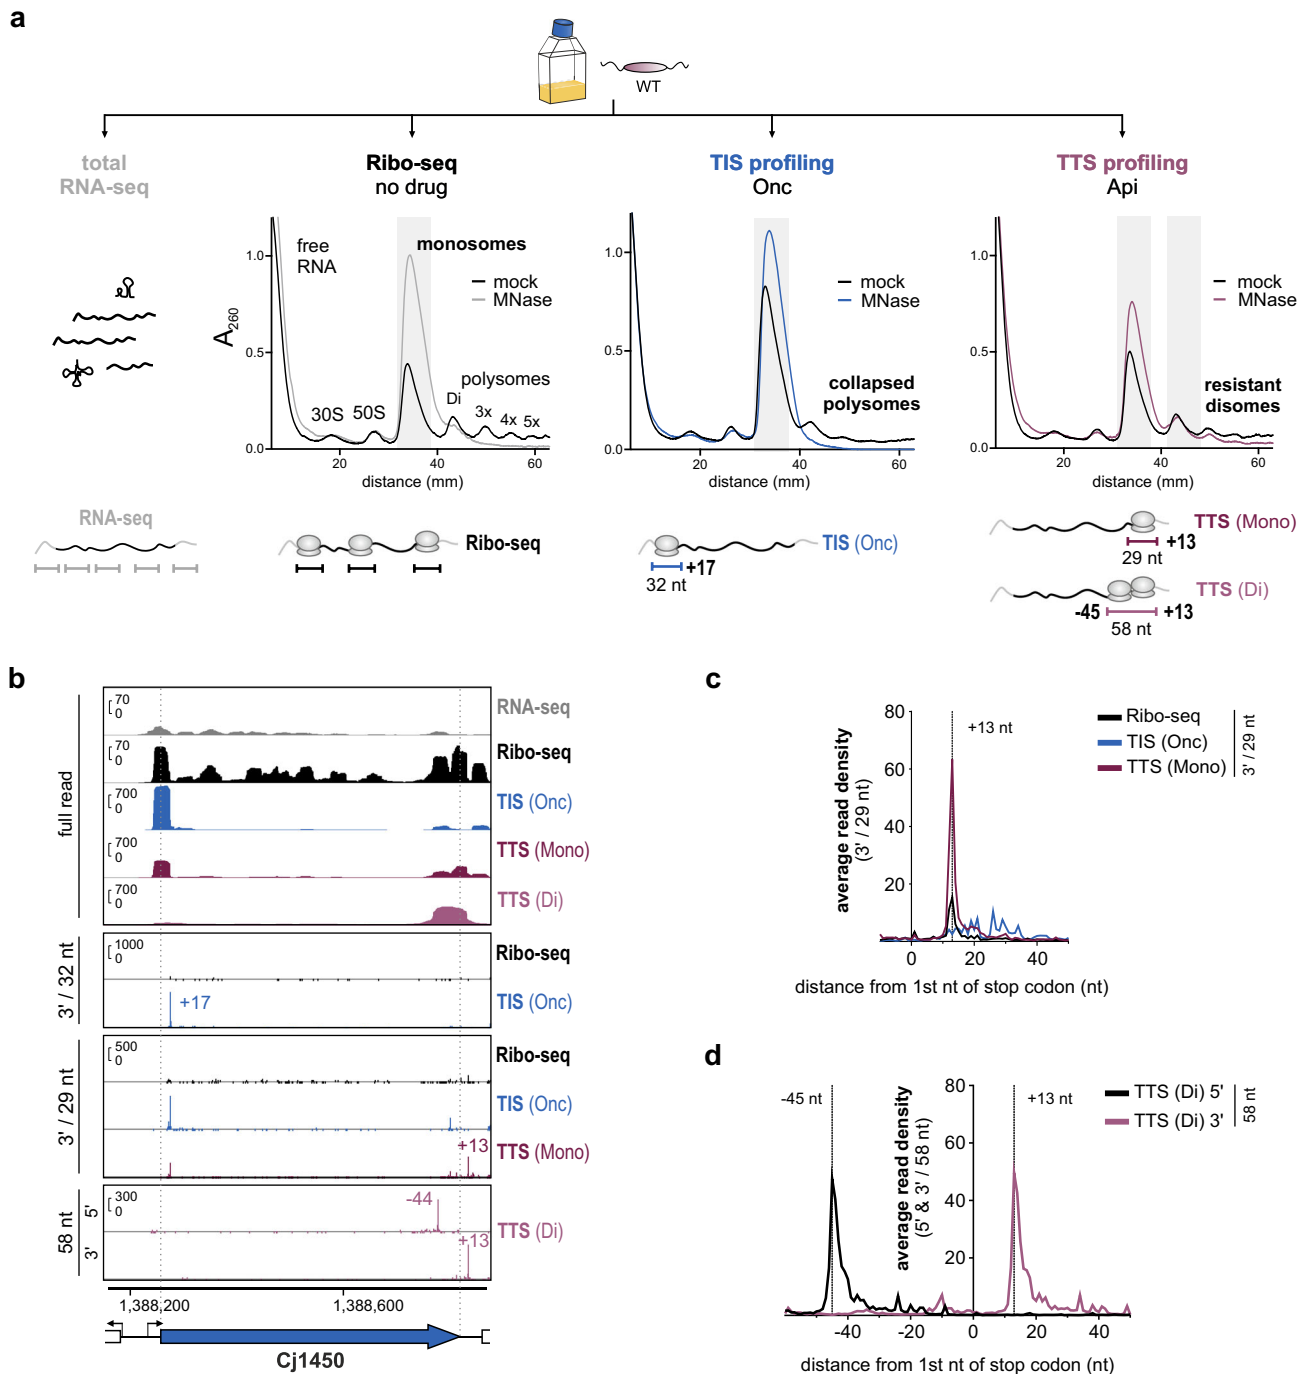 a
WT
total
RNA-seq
Ribo-seq
no drug
TIS profiling
Onc
TTS profiling
Api
A260
1.0
0.5
0.0
free
RNA
monosomes
mock
MNase
polysomes
30S
50S
Di
3x
4x
5x
20
40
60
distance (mm)
1.0
0.5
0.0
mock
MNase
collapsed
polysomes
20
40
60
distance (mm)
1.0
0.5
0.0
mock
MNase
resistant
disomes
20
40
60
distance (mm)
RNA-seq
Ribo-seq
TIS (Onc)
+17
32 nt
TTS (Mono)
+13
29 nt
TTS (Di)
-45
+13
58 nt
b
full read
70
0
RNA-seq
70
0
Ribo-seq
700
0
TIS (Onc)
700
0
TTS (Mono)
700
0
TTS (Di)
3' / 32 nt
1000
0
Ribo-seq
+17
TIS (Onc)
3' / 29 nt
500
0
Ribo-seq
TIS (Onc)
+13
TTS (Mono)
58 nt
5'
3'
300
0
-44
TTS (Di)
+13
1,388,200
1,388,600
Cj1450
c
average read density
(3' / 29 nt)
80
60
40
20
+13 nt
Ribo-seq
TIS (Onc)
TTS (Mono)
3' / 29 nt
0
20
40
distance from 1st nt of stop codon (nt)
d
-45 nt
average read density
(5' & 3' / 58 nt)
80
60
40
20
+13 nt
TTS (Di) 5'
TTS (Di) 3'
58 nt
-40
-20
0
20
40
distance from 1st nt of stop codon (nt)